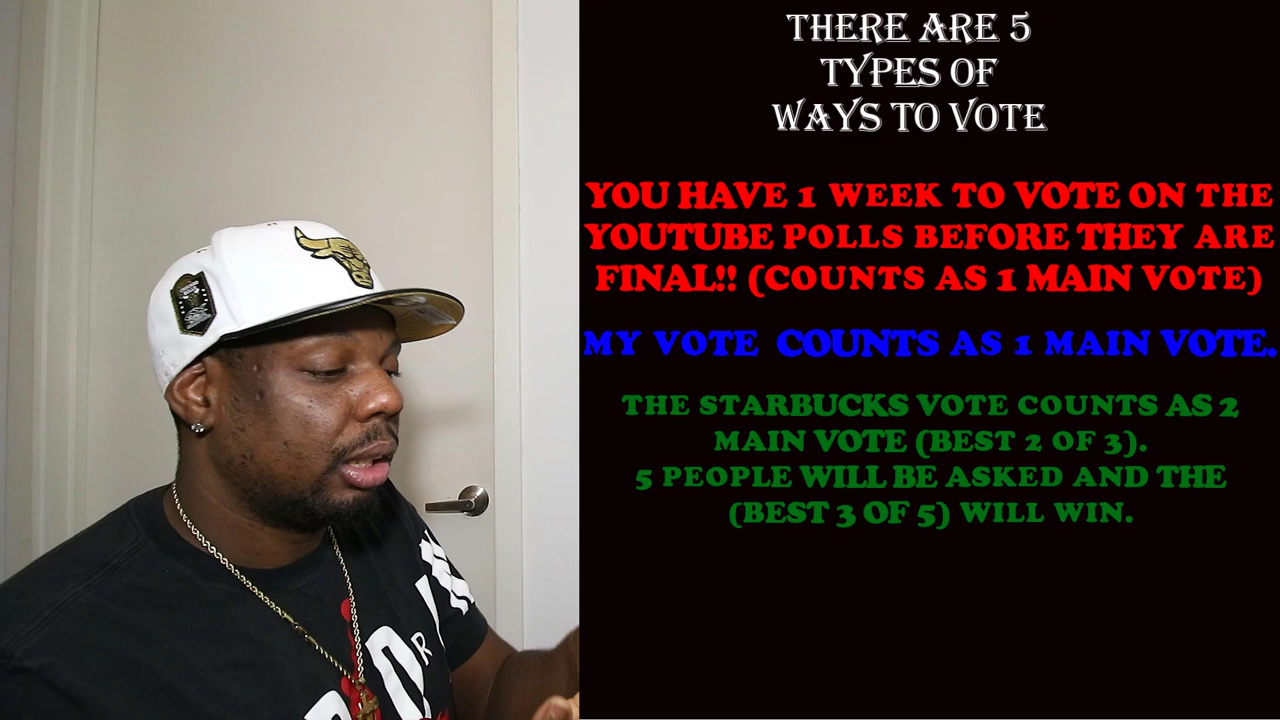 THERE ARE 5
TYPES OF
WAYS TO VOTE
YOU HAVE 1 WEEK TO VOTE ON THE
YOUTUBE POLLS BEFORE THEY ARE
FINAL!! (COUNTS AS 1 MAIN VOTE)
MY VOTE COUNTS AS 1 MAIN VOTE.
THE STARBUCKS VOTE COUNTS AS 2
MAIN VOTE (BEST 2 OF 3).
5 PEOPLE WILL BE ASKED AND THE
(BEST 3 OF 5) WILL WIN.